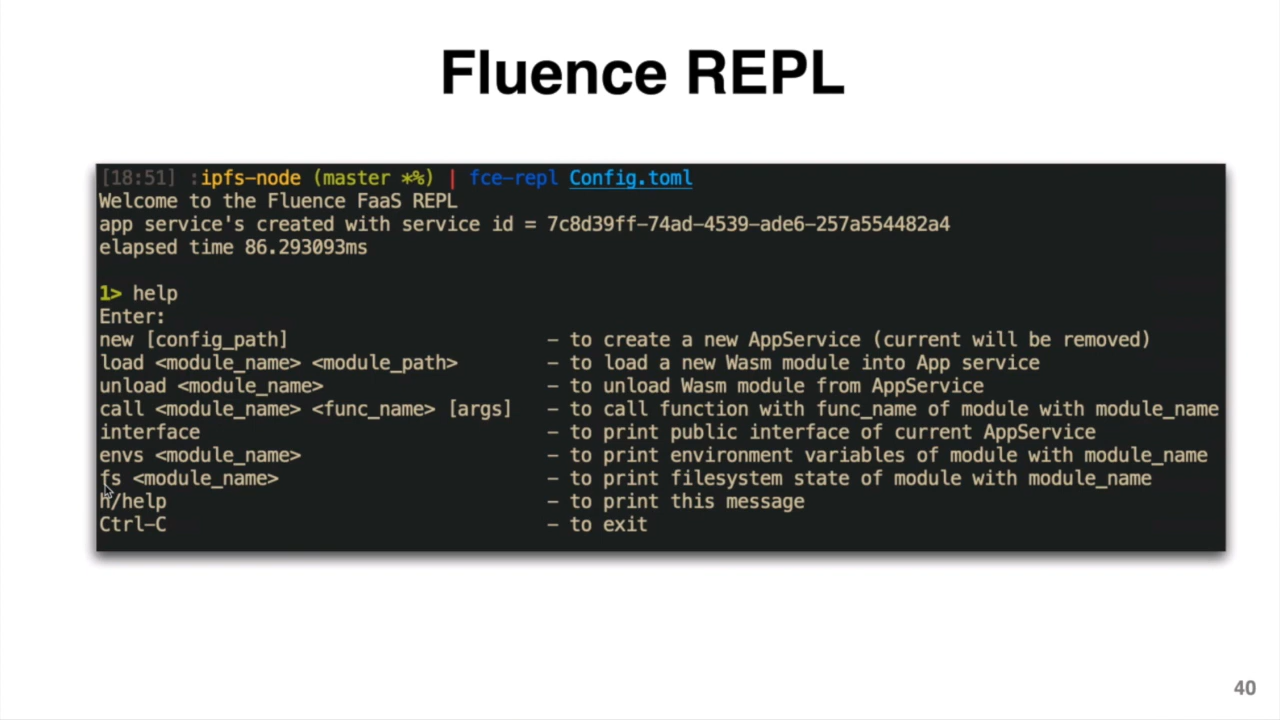 Fluence REPL
[18:51] :ipfs-node (master *%) | fce-repl Config.toml
Welcome to the Fluence FaaS REPL
app service's created with service id = 7c8d39ff-74ad-4539-ade6-257a554482a4
elapsed time 86.293093ms
1> help
Enter:
new [config_path] – to create a new AppService (current will be removed)
load <module_name> <module_path> – to load a new Wasm module into App service
unload <module_name> – to unload Wasm module from AppService
call <module_name> <func_name> [args] – to call function with func_name of module with module_name
interface – to print public interface of current AppService
envs <module_name> – to print environment variables of module with module_name
fs <module_name> – to print filesystem state of module with module_name
h/help – to print this message
Ctrl-C – to exit
40